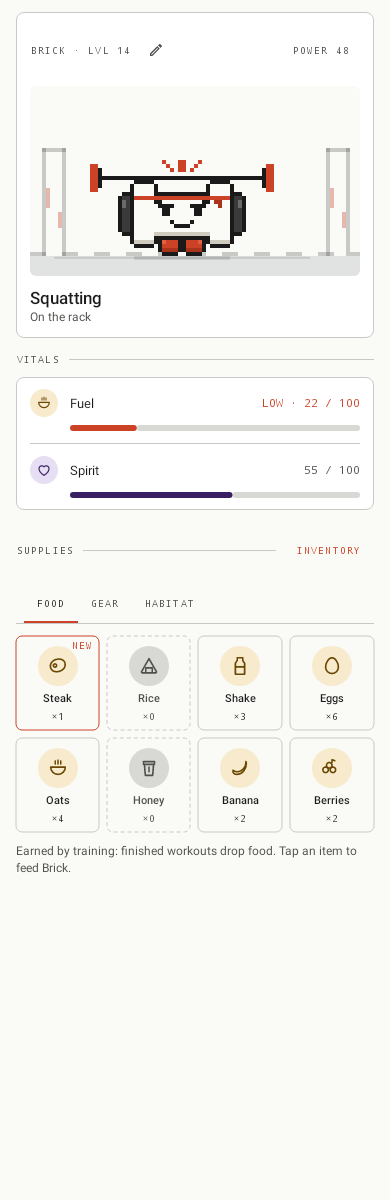 BRICK · LVL 14
POWER 48
Squatting
On the rack
VITALS
Fuel
LOW · 22 / 100
Spirit
55 / 100
SUPPLIES
INVENTORY
FOOD GEAR HABITAT
NEW
Steak Rice Shake Eggs
×1 ×0 ×3 ×6
Oats Honey Banana Berries
×4 ×0 ×2 ×2
Earned by training: finished workouts drop food. Tap an item to
feed Brick.